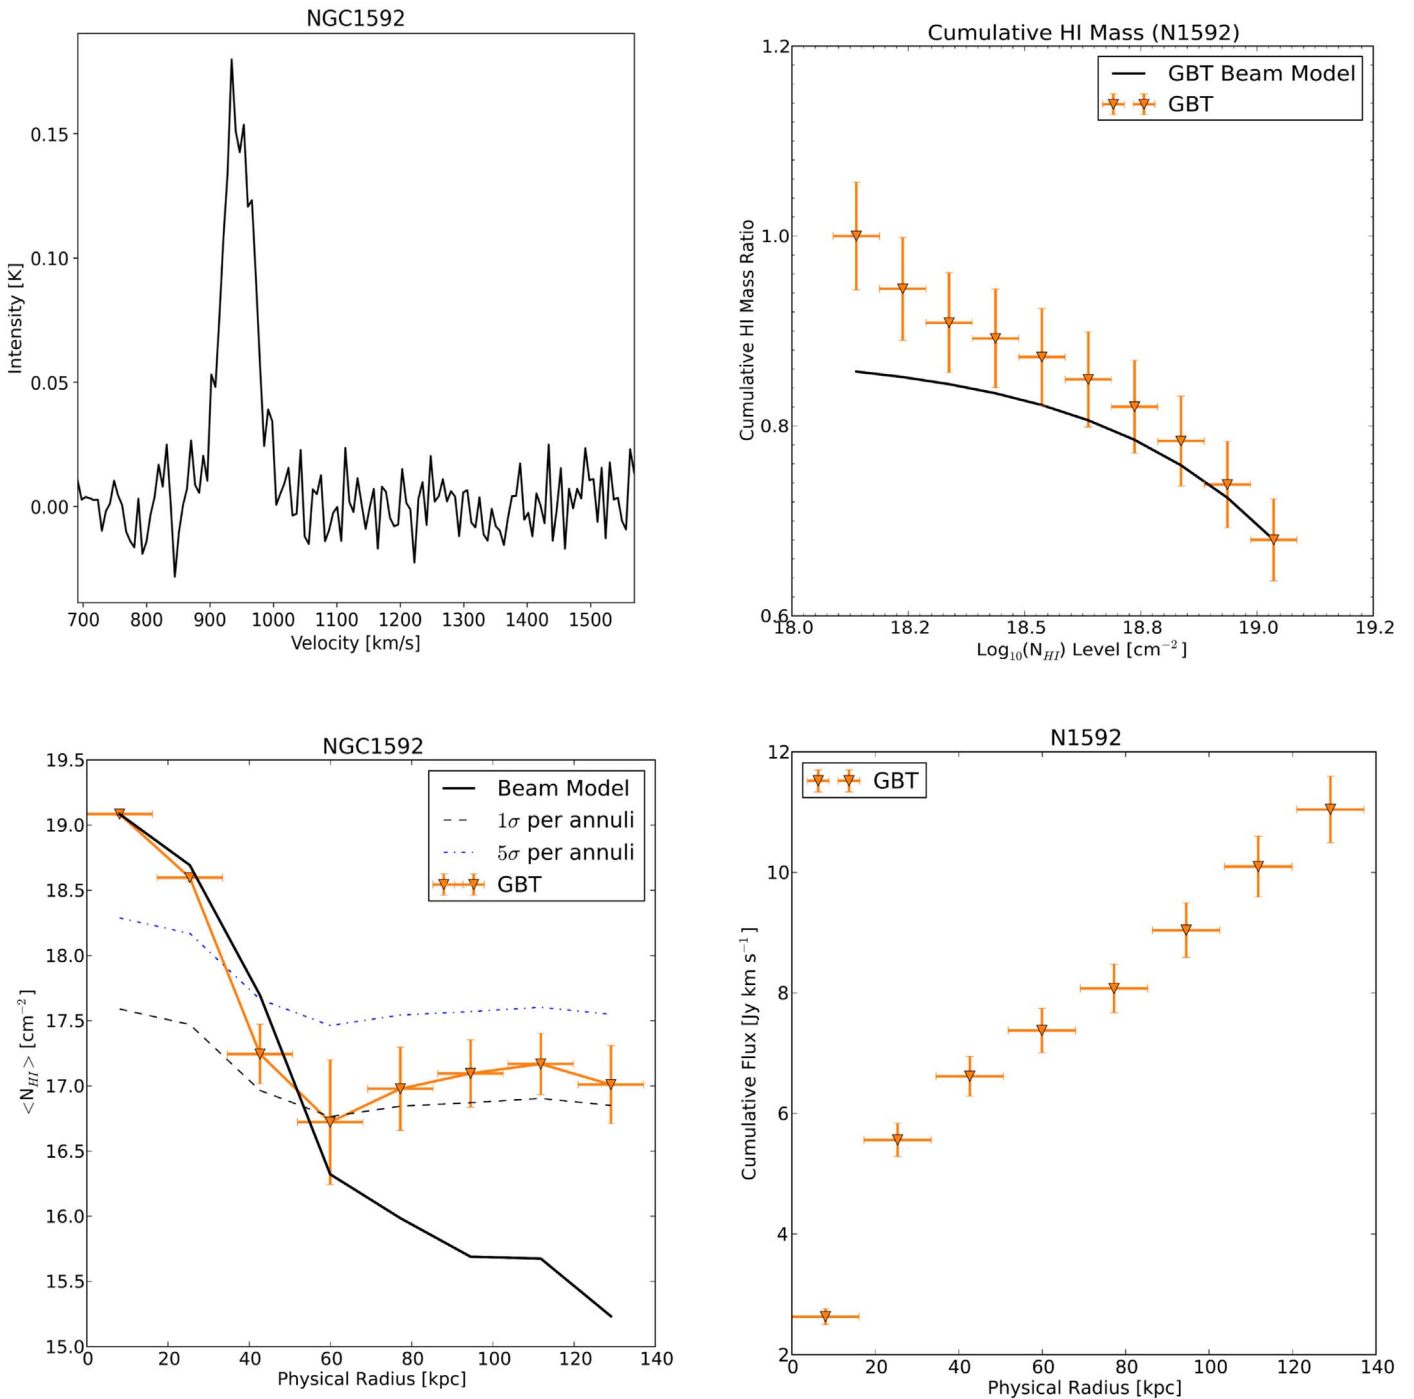 NGC1592
0.15
0.10
0.05
0.00
Intensity [K]
700 800 900 1000 1100 1200 1300 1400 1500
Velocity [km/s]
Cumulative HI Mass (N1592)
GBT Beam Model
GBT
1.2
1.0
0.8
0.6
Cumulative HI Mass Ratio
18.0 18.2 18.5 18.8 19.0 19.2
Log₁₀(N_HI) Level [cm⁻²]
NGC1592
Beam Model
1σ per annuli
5σ per annuli
GBT
19.5
19.0
18.5
18.0
17.5
17.0
16.5
16.0
15.5
15.0
<N_HI> [cm⁻²]
0 20 40 60 80 100 120 140
Physical Radius [kpc]
N1592
GBT
12
10
8
6
4
2
Cumulative Flux [Jy km s⁻¹]
0 20 40 60 80 100 120 140
Physical Radius [kpc]